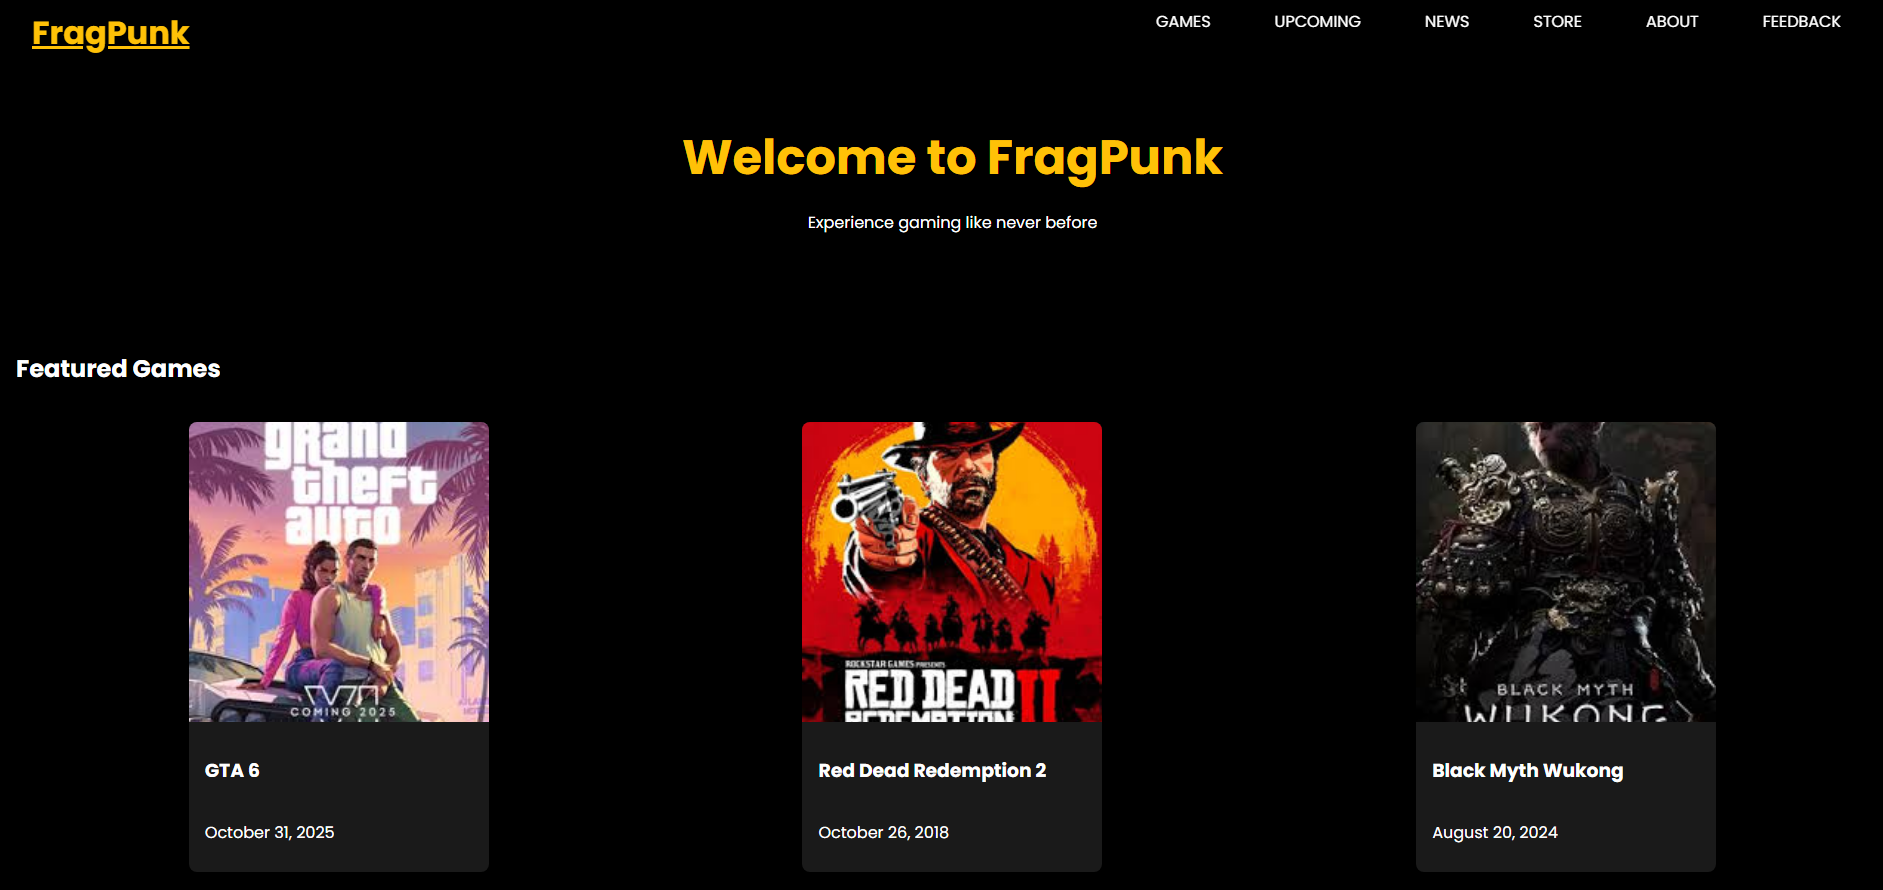 FragPunk
GAMES UPCOMING NEWS STORE ABOUT FEEDBACK
Welcome to FragPunk
Experience gaming like never before
Featured Games
grand
theft
auto
VI
COMING 2025
ROCKSTAR GAMES PRESENTS
RED DEAD
REDEMPTION II
BLACK MYTH
WUKONG
GTA 6
October 31, 2025
Red Dead Redemption 2
October 26, 2018
Black Myth Wukong
August 20, 2024